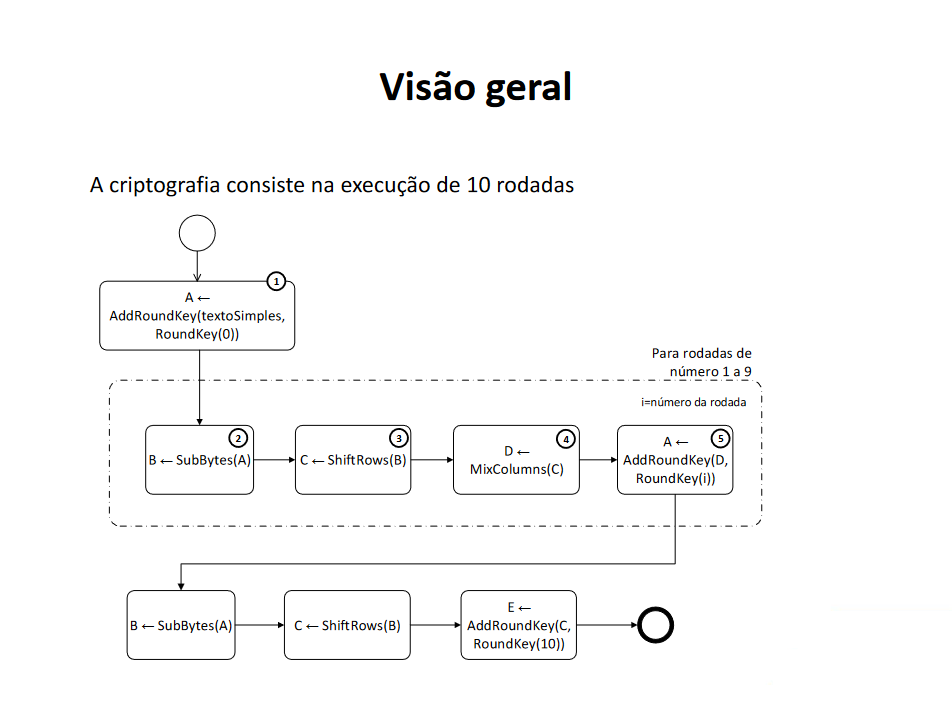 Visão geral
A criptografia consiste na execução de 10 rodadas
1
A ←
AddRoundKey(textoSimples,
RoundKey(0))
Para rodadas de
número 1 a 9
i=número da rodada
2
B ← SubBytes(A)
3
C ← ShiftRows(B)
4
D ←
MixColumns(C)
5
A ←
AddRoundKey(D,
RoundKey(i))
B ← SubBytes(A)
C ← ShiftRows(B)
E ←
AddRoundKey(C,
RoundKey(10))